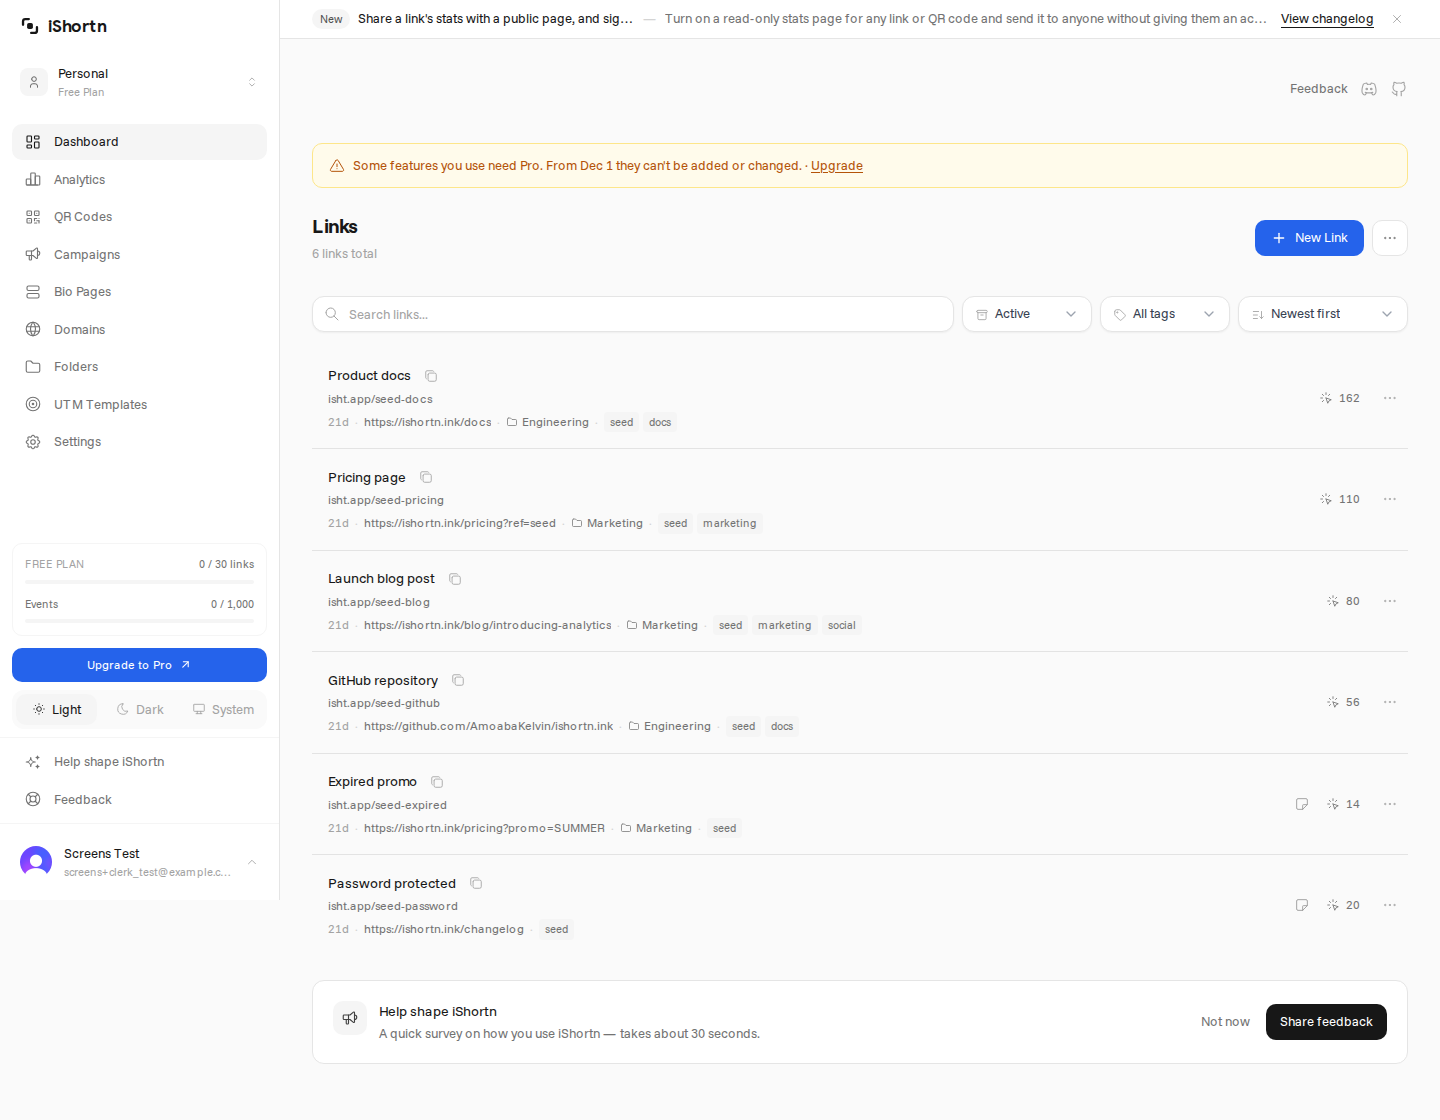 iShortn
Personal
Free Plan
Dashboard
Analytics
QR Codes
Campaigns
Bio Pages
Domains
Folders
UTM Templates
Settings
FREE PLAN 0 / 30 links
Events 0 / 1,000
Upgrade to Pro
Light Dark System
Help shape iShortn
Feedback
Screens Test
screens+clerk_test@example.c...
New Share a link's stats with a public page, and sig... — Turn on a read-only stats page for any link or QR code and send it to anyone without giving them an ac... View changelog
Feedback
Some features you use need Pro. From Dec 1 they can't be added or changed. · Upgrade
Links
6 links total
New Link
Search links...
Active
All tags
Newest first
Product docs
isht.app/seed-docs
21d · https://ishortn.ink/docs · Engineering · seed docs
162
Pricing page
isht.app/seed-pricing
21d · https://ishortn.ink/pricing?ref=seed · Marketing · seed marketing
110
Launch blog post
isht.app/seed-blog
21d · https://ishortn.ink/blog/introducing-analytics · Marketing · seed marketing social
80
GitHub repository
isht.app/seed-github
21d · https://github.com/AmoabaKelvin/ishortn.ink · Engineering · seed docs
56
Expired promo
isht.app/seed-expired
21d · https://ishortn.ink/pricing?promo=SUMMER · Marketing · seed
14
Password protected
isht.app/seed-password
21d · https://ishortn.ink/changelog · seed
20
Help shape iShortn
A quick survey on how you use iShortn — takes about 30 seconds.
Not now
Share feedback